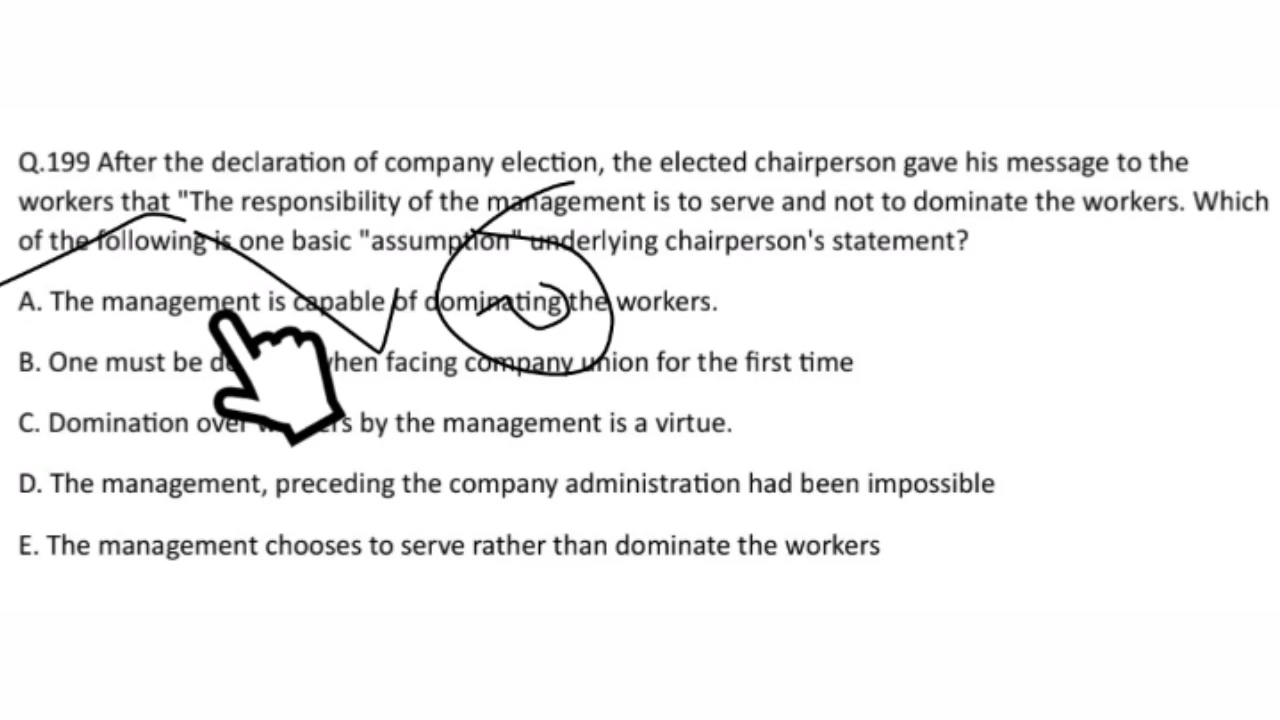 Q.199 After the declaration of company election, the elected chairperson gave his message to the
workers that "The responsibility of the management is to serve and not to dominate the workers. Which
of the following is one basic "assumption" underlying chairperson's statement?
A. The management is capable of dominating the workers.
B. One must be when facing company union for the first time
C. Domination over by the management is a virtue.
D. The management, preceding the company administration had been impossible
E. The management chooses to serve rather than dominate the workers